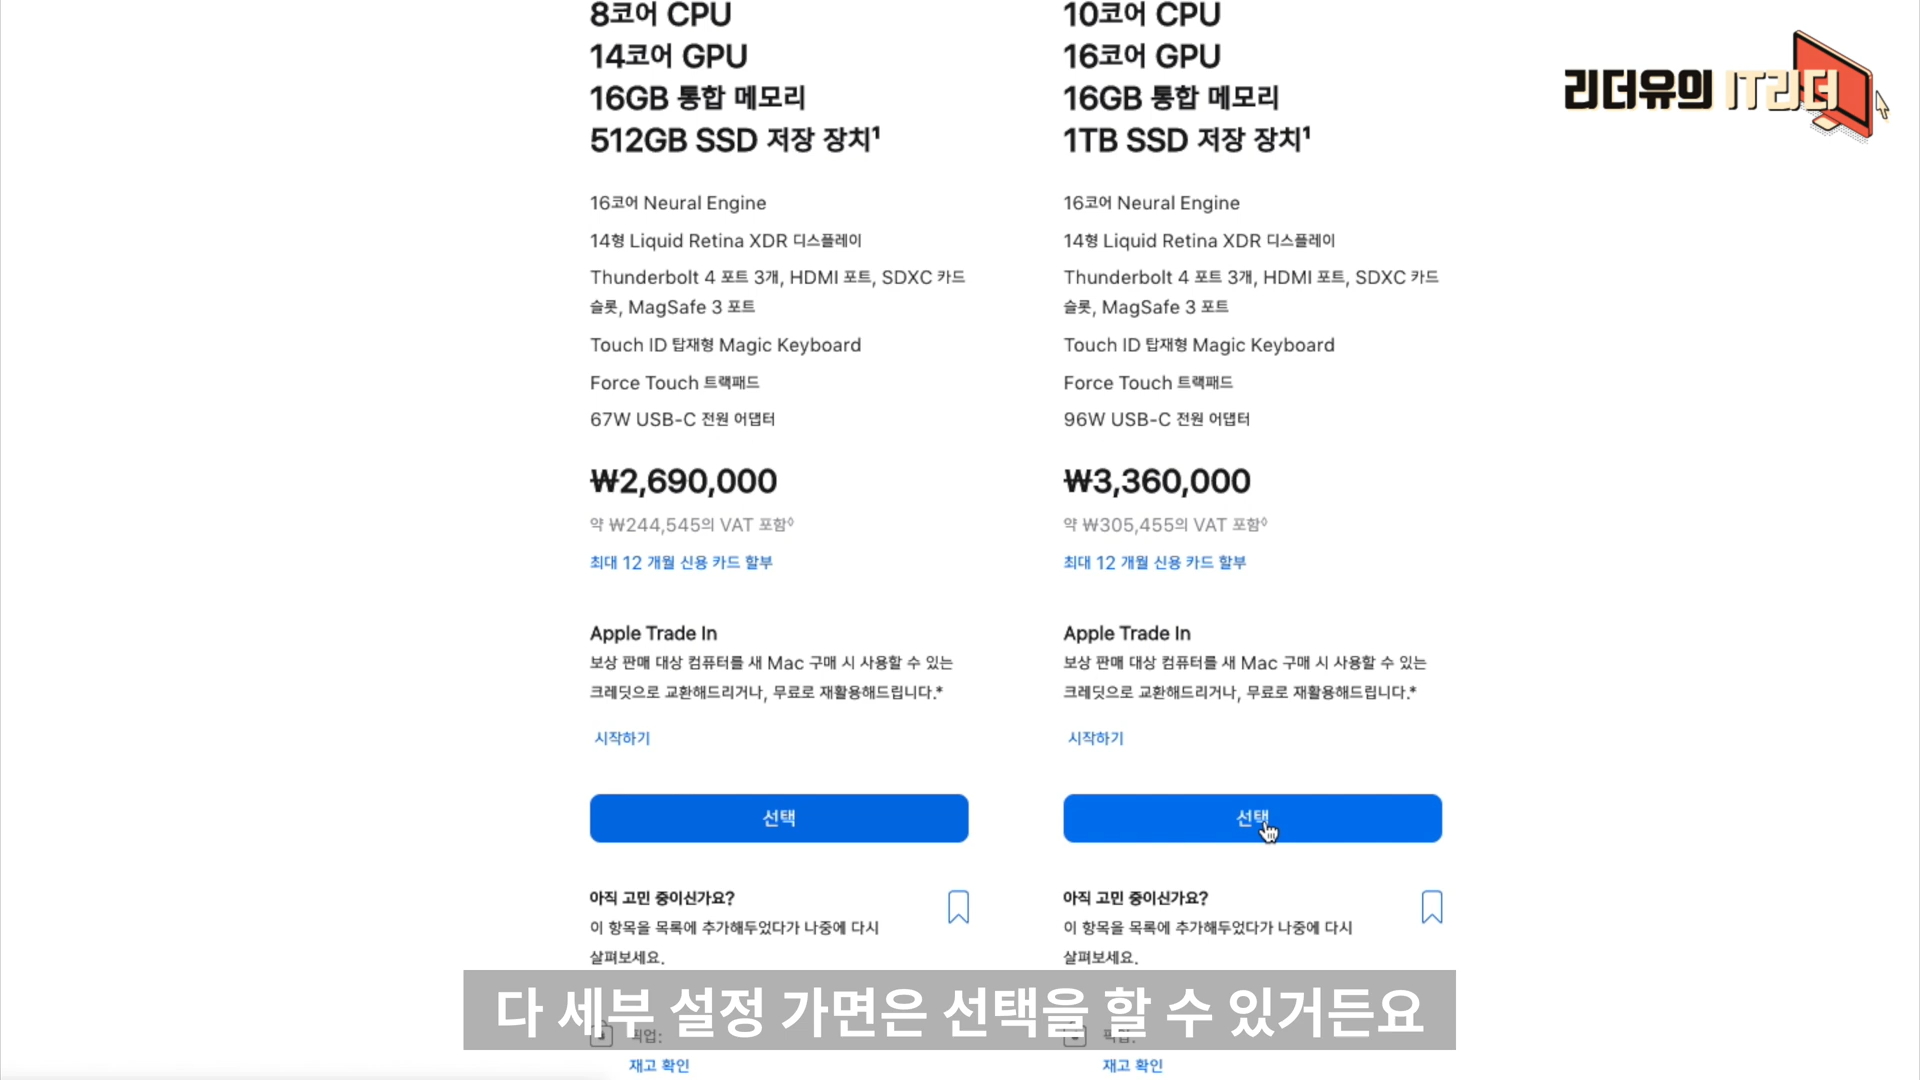 8코어 CPU
14코어 GPU
16GB 통합 메모리
512GB SSD 저장 장치¹
16코어 Neural Engine
14형 Liquid Retina XDR 디스플레이
Thunderbolt 4 포트 3개, HDMI 포트, SDXC 카드
슬롯, MagSafe 3 포트
Touch ID 탑재형 Magic Keyboard
Force Touch 트랙패드
67W USB-C 전원 어댑터
₩2,690,000
약 ₩244,545의 VAT 포함◊
최대 12 개월 신용 카드 할부
Apple Trade In
보상 판매 대상 컴퓨터를 새 Mac 구매 시 사용할 수 있는
크레딧으로 교환해드리거나, 무료로 재활용해드립니다.*
시작하기
선택
아직 고민 중이신가요?
이 항목을 목록에 추가해두었다가 나중에 다시
살펴보세요.
픽업:
재고 확인
10코어 CPU
16코어 GPU
16GB 통합 메모리
1TB SSD 저장 장치¹
16코어 Neural Engine
14형 Liquid Retina XDR 디스플레이
Thunderbolt 4 포트 3개, HDMI 포트, SDXC 카드
슬롯, MagSafe 3 포트
Touch ID 탑재형 Magic Keyboard
Force Touch 트랙패드
96W USB-C 전원 어댑터
₩3,360,000
약 ₩305,455의 VAT 포함◊
최대 12 개월 신용 카드 할부
Apple Trade In
보상 판매 대상 컴퓨터를 새 Mac 구매 시 사용할 수 있는
크레딧으로 교환해드리거나, 무료로 재활용해드립니다.*
시작하기
선택
아직 고민 중이신가요?
이 항목을 목록에 추가해두었다가 나중에 다시
살펴보세요.
픽업:
재고 확인
리더유의 IT리더
다 세부 설정 가면은 선택을 할 수 있거든요